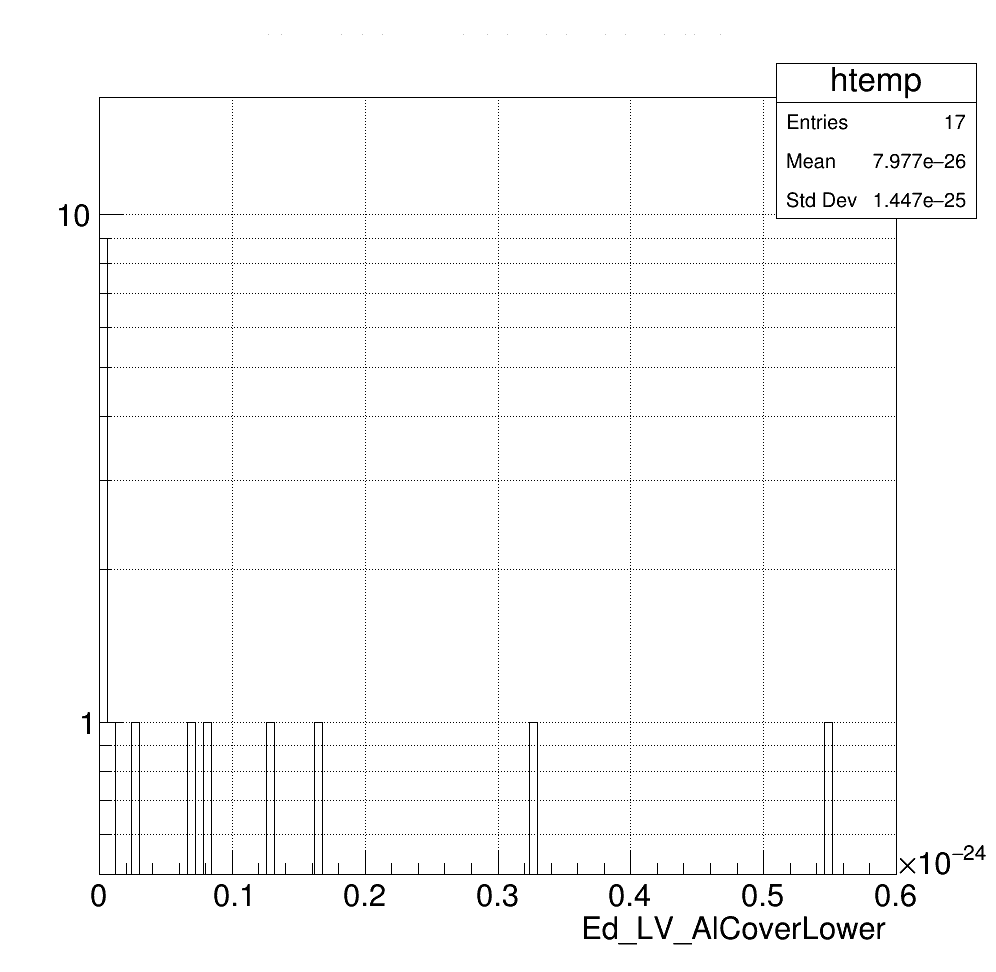 htemp
Entries 17
Mean 7.977e−26
Std Dev 1.447e−25
10
1
0 0.1 0.2 0.3 0.4 0.5 0.6
×10−24
Ed_LV_AlCoverLower